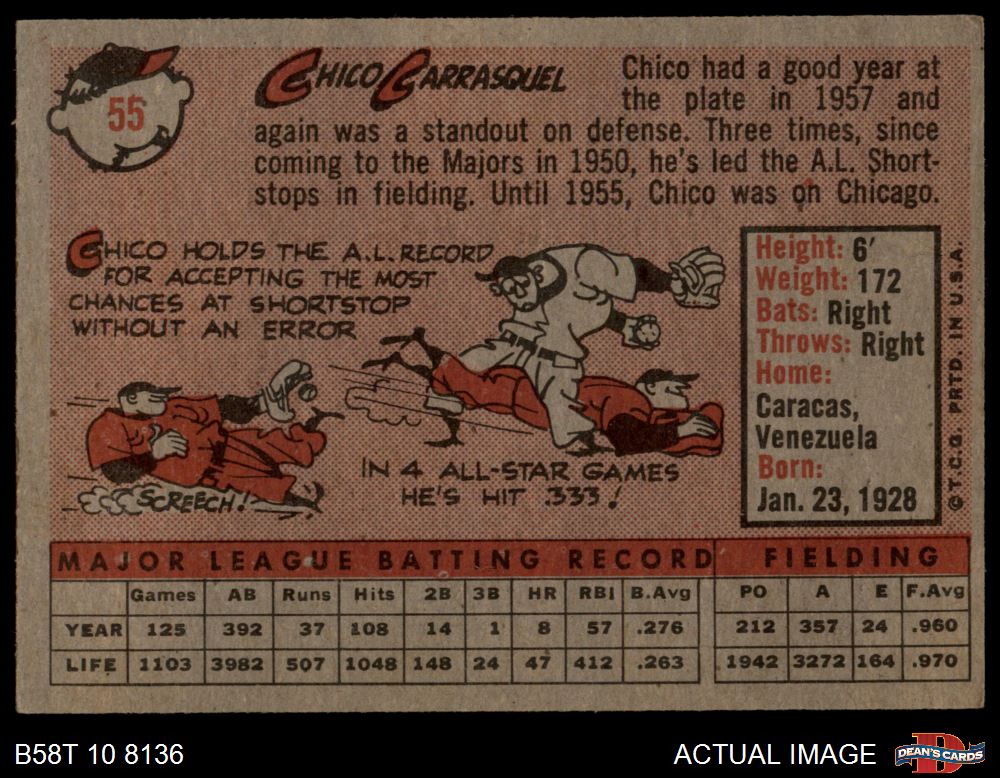 55
CHICO CARRASQUEL
Chico had a good year at
the plate in 1957 and
again was a standout on defense. Three times, since
coming to the Majors in 1950, he's led the A.L. Short-
stops in fielding. Until 1955, Chico was on Chicago.
CHICO HOLDS THE A.L. RECORD
FOR ACCEPTING THE MOST
CHANCES AT SHORTSTOP
WITHOUT AN ERROR
SCREECH!
IN 4 ALL-STAR GAMES
HE'S HIT .333!
Height: 6'
Weight: 172
Bats: Right
Throws: Right
Home:
Caracas,
Venezuela
Born:
Jan. 23, 1928
© T.C.G. PRTD. IN U.S.A.
MAJOR LEAGUE BATTING RECORD FIELDING
Games AB Runs Hits 2B 3B HR RBI B.Avg PO A E F.Avg
YEAR 125 392 37 108 14 1 8 57 .276 212 357 24 .960
LIFE 1103 3982 507 1048 148 24 47 412 .263 1942 3272 164 .970
B58T 10 8136
ACTUAL IMAGE
D
DEAN'S CARDS